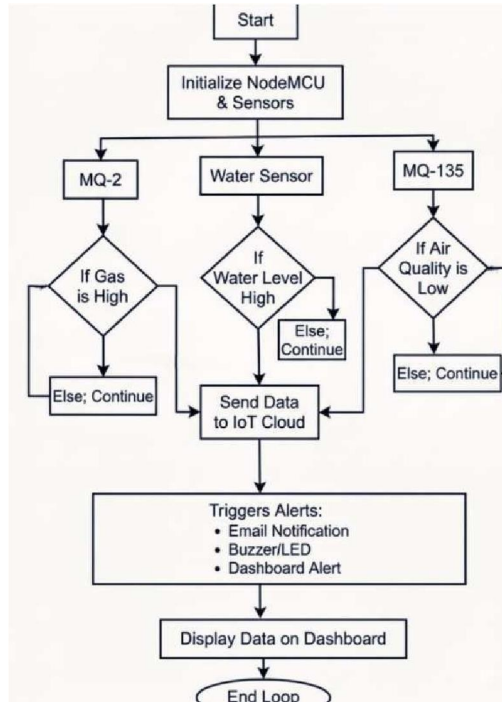 Start
Initialize NodeMCU
& Sensors
MQ-2
Water Sensor
MQ-135
If Gas
is High
If
Water Level
High
If Air
Quality is
Low
Else; Continue
Else;
Continue
Else; Continue
Send Data
to IoT Cloud
Triggers Alerts:
• Email Notification
• Buzzer/LED
• Dashboard Alert
Display Data on Dashboard
End Loop